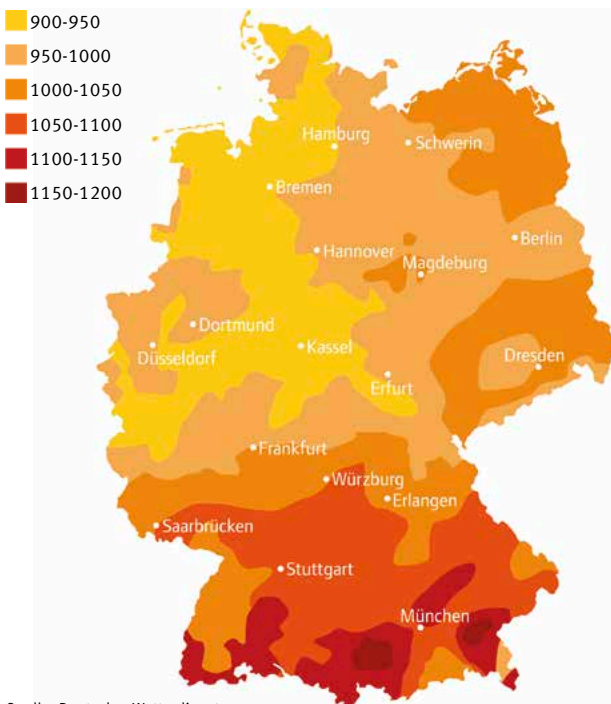 900-950
950-1000
1000-1050
1050-1100
1100-1150
1150-1200
Hamburg
Schwerin
Bremen
Berlin
Hannover
Magdeburg
Dortmund
Düsseldorf
Kassel
Dresden
Erfurt
Frankfurt
Würzburg
Erlangen
Saarbrücken
Stuttgart
München